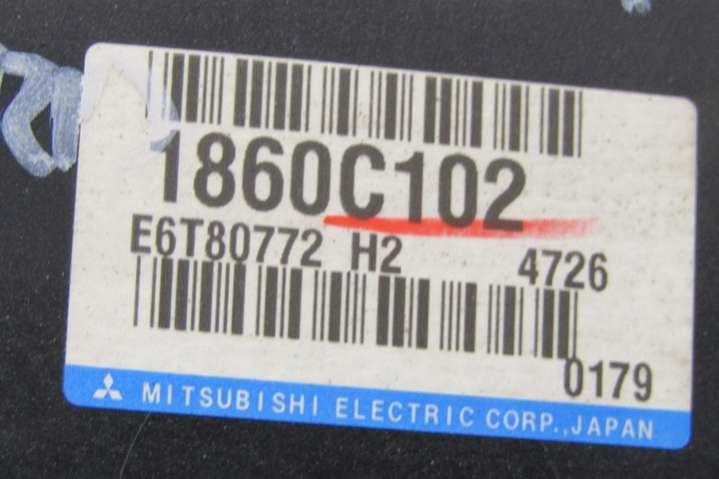 1860C102
E6T80772 H2 4726
0179
MITSUBISHI ELECTRIC CORP.,JAPAN